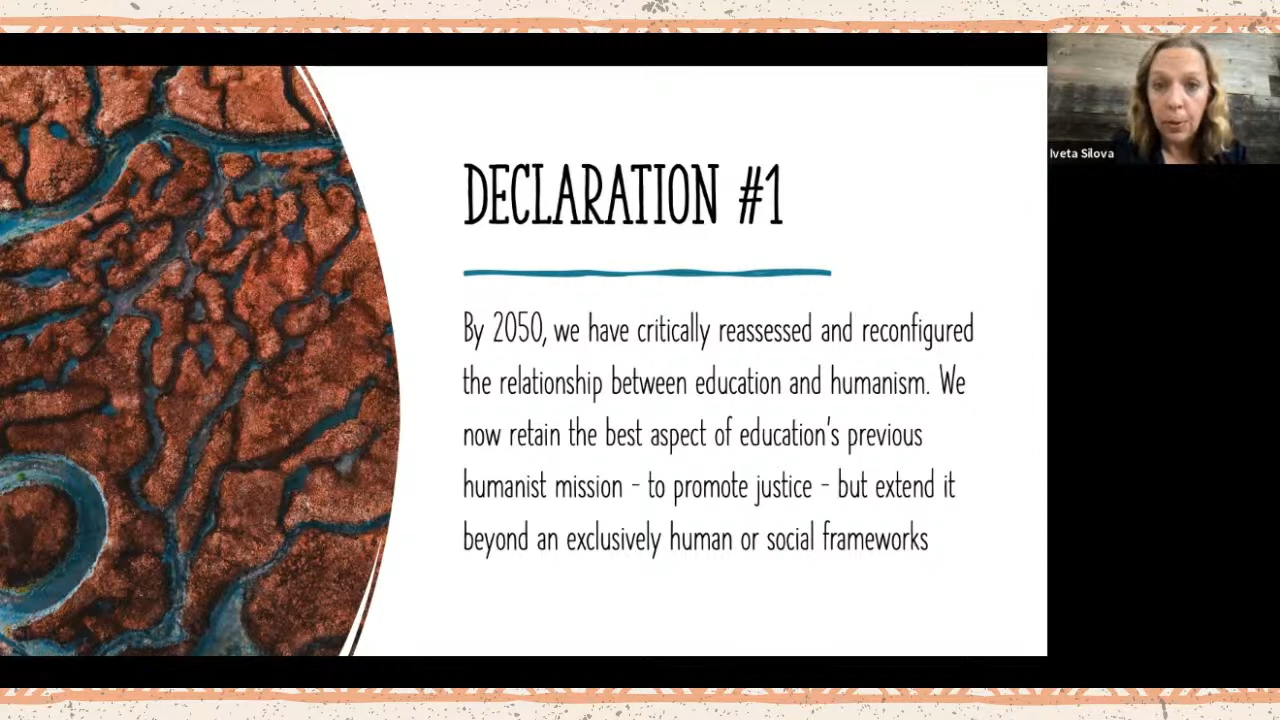 DECLARATION #1
By 2050, we have critically reassessed and reconfigured
the relationship between education and humanism. We
now retain the best aspect of education's previous
humanist mission - to promote justice - but extend it
beyond an exclusively human or social frameworks
Iveta Silova